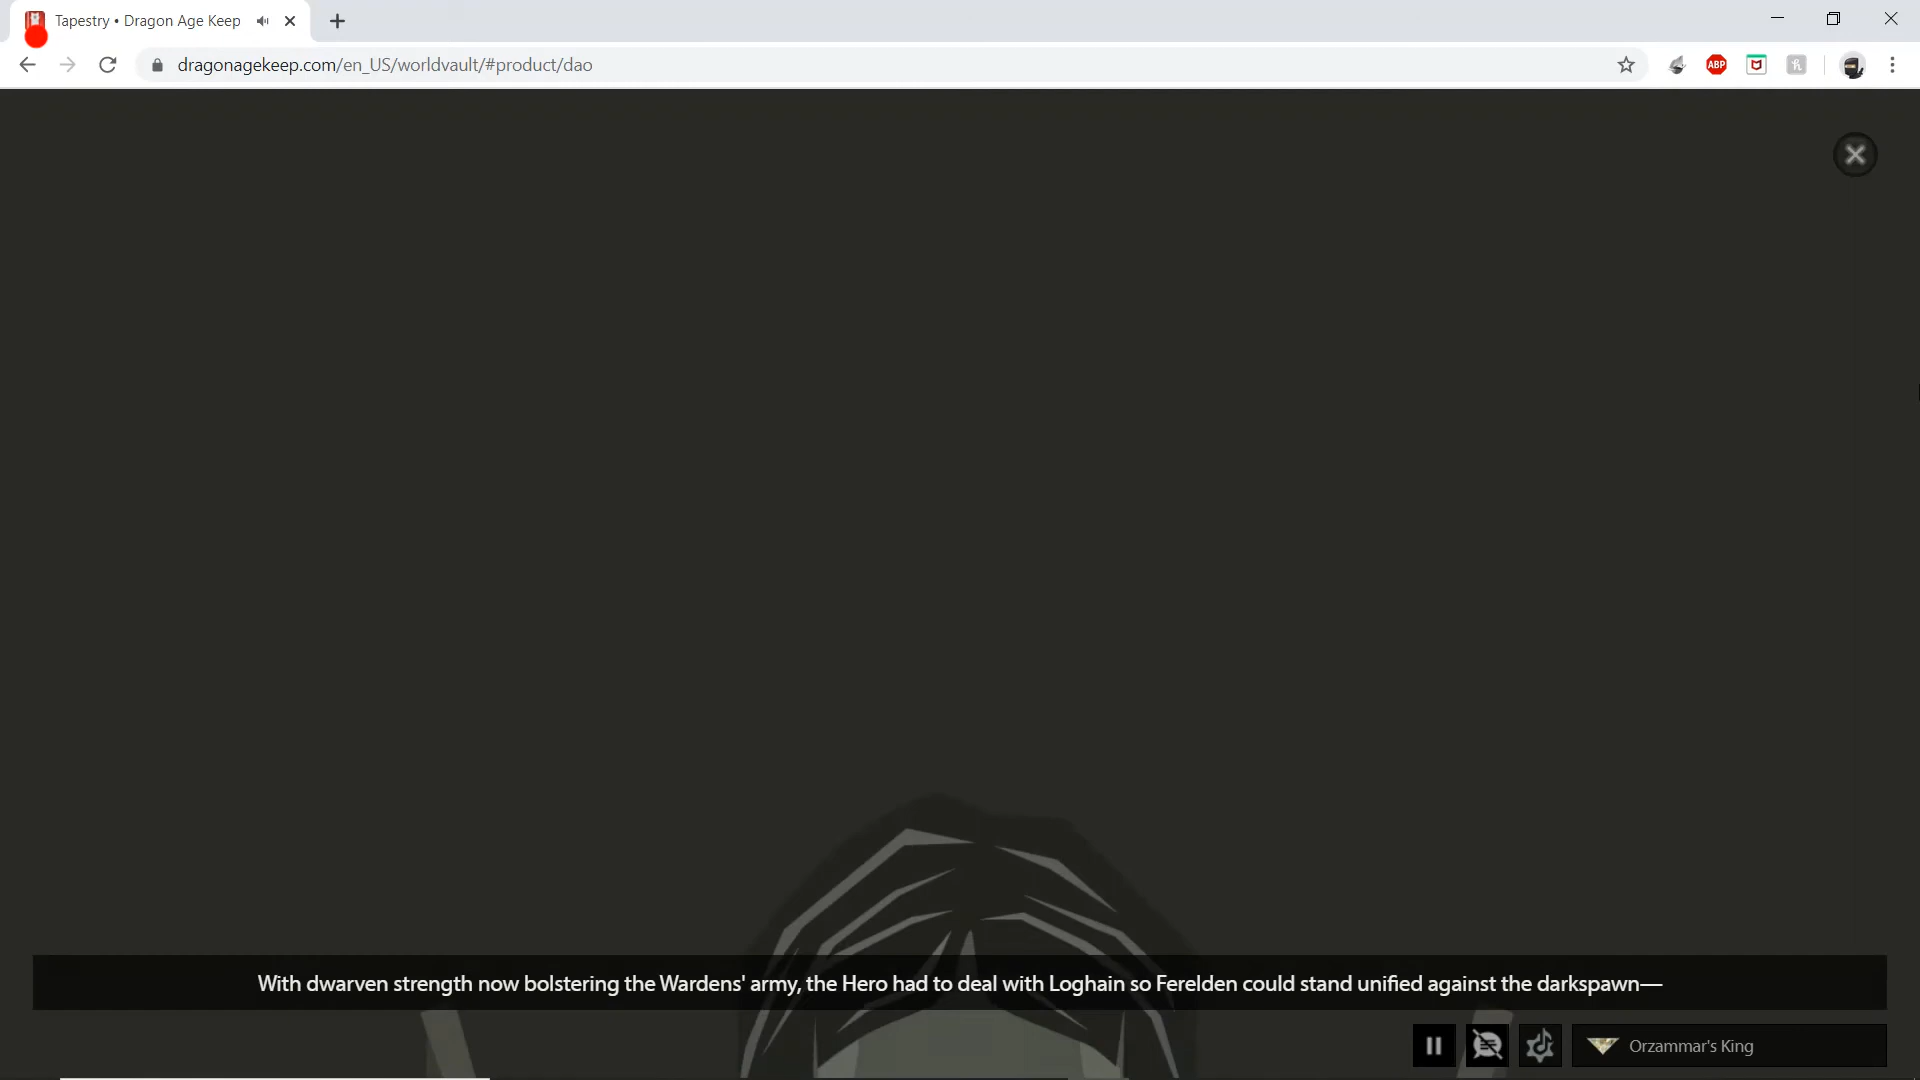 Tapestry • Dragon Age Keep
dragonagekeep.com/en_US/worldvault/#product/dao
ABP
With dwarven strength now bolstering the Wardens' army, the Hero had to deal with Loghain so Ferelden could stand unified against the darkspawn—
Orzammar's King